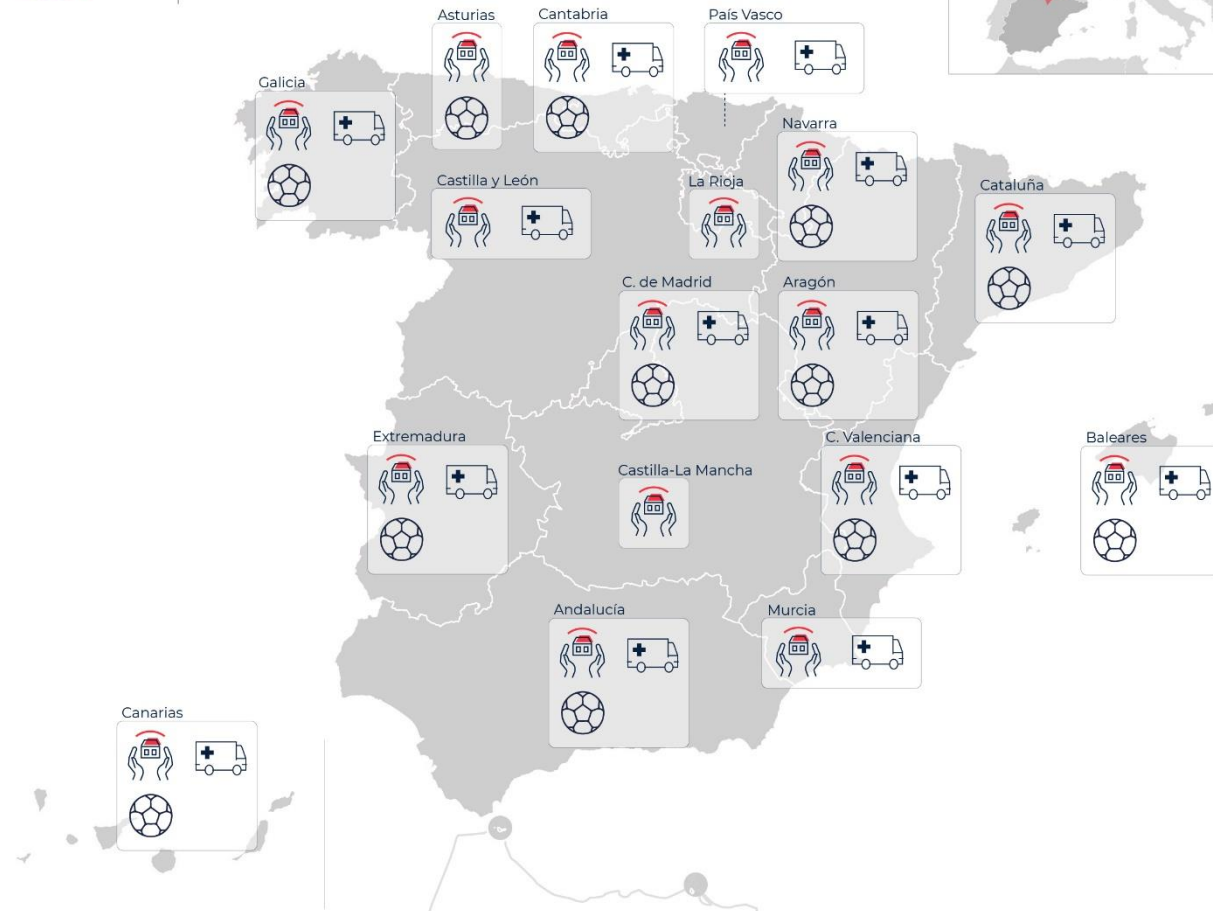 Asturias
Cantabria
País Vasco
Galicia
Navarra
Castilla y León
La Rioja
Cataluña
C. de Madrid
Aragón
Extremadura
C. Valenciana
Baleares
Castilla-La Mancha
Andalucía
Murcia
Canarias